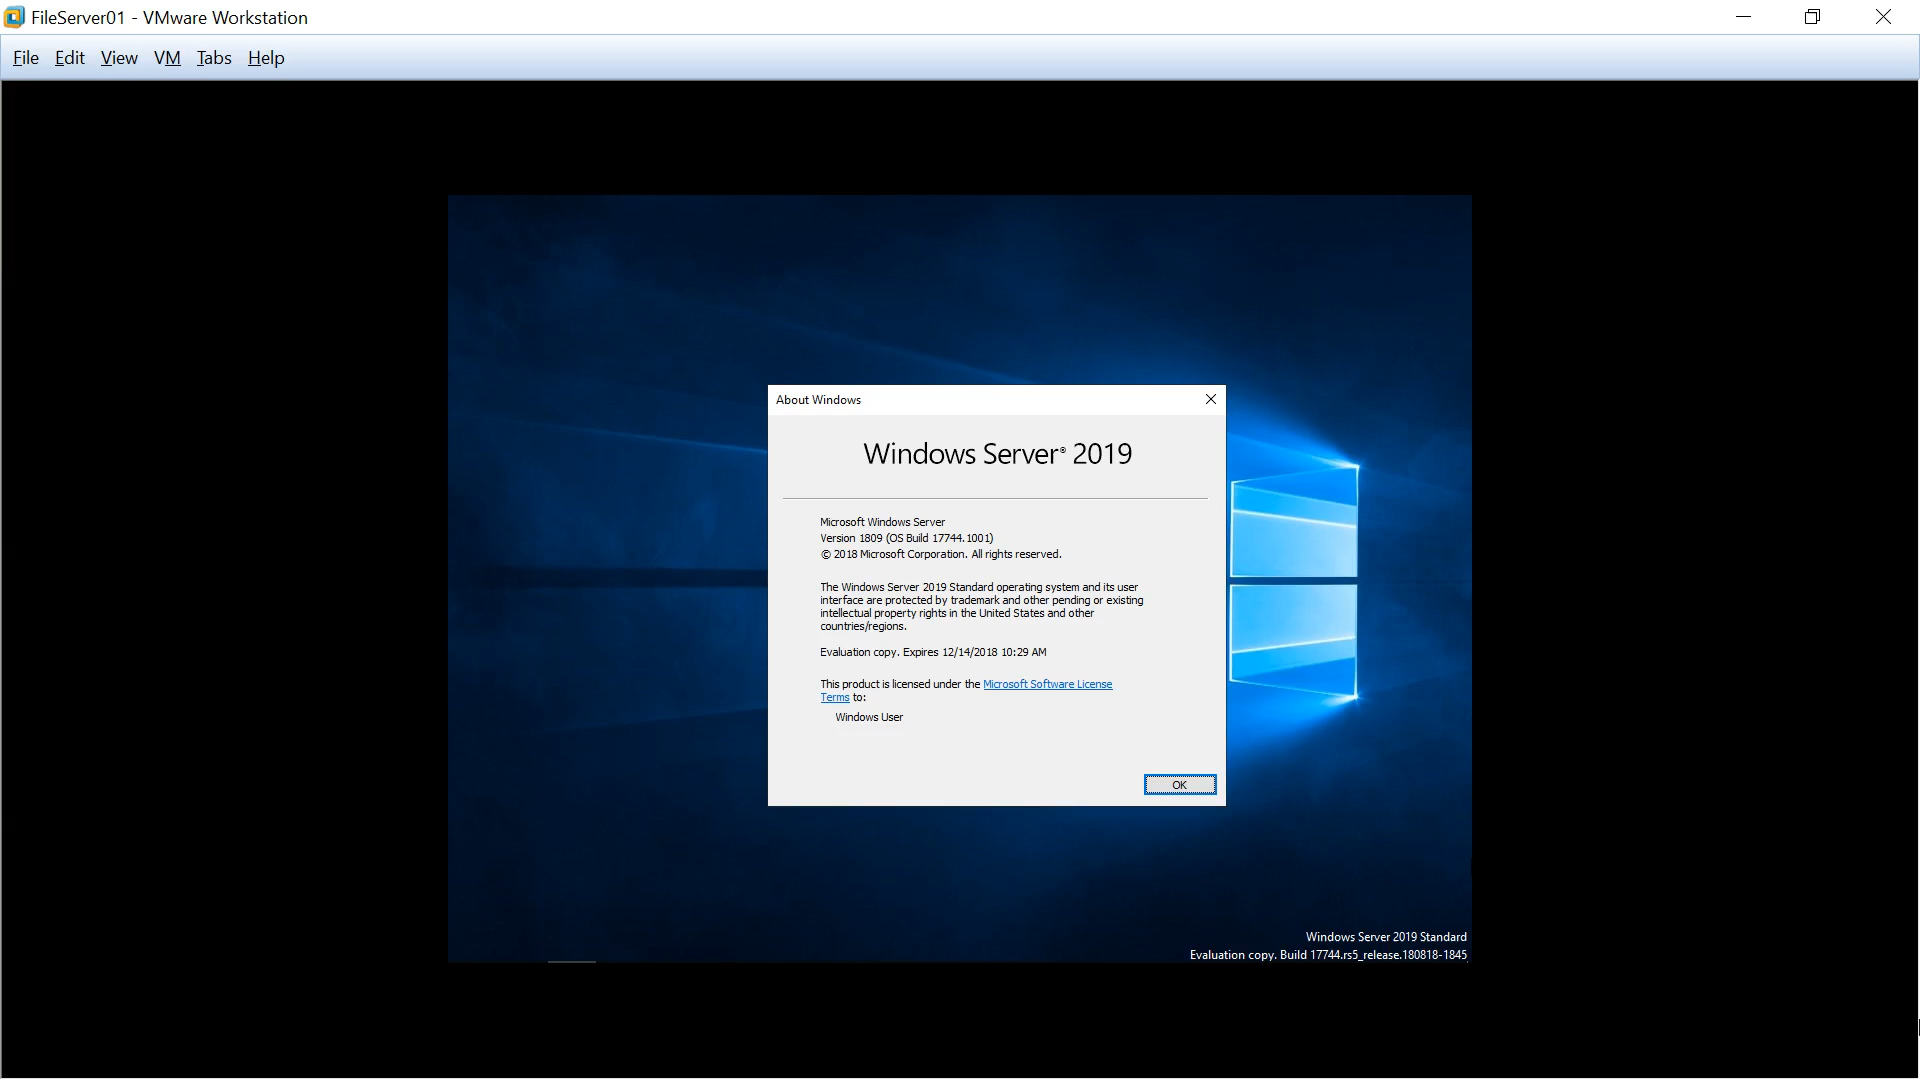 FileServer01 - VMware Workstation
File Edit View VM Tabs Help
About Windows
Windows Server® 2019
Microsoft Windows Server
Version 1809 (OS Build 17744.1001)
© 2018 Microsoft Corporation. All rights reserved.
The Windows Server 2019 Standard operating system and its user
interface are protected by trademark and other pending or existing
intellectual property rights in the United States and other
countries/regions.
Evaluation copy. Expires 12/14/2018 10:29 AM
This product is licensed under the Microsoft Software License
Terms to:
Windows User
OK
Windows Server 2019 Standard
Evaluation copy. Build 17744.rs5_release.180818-1845